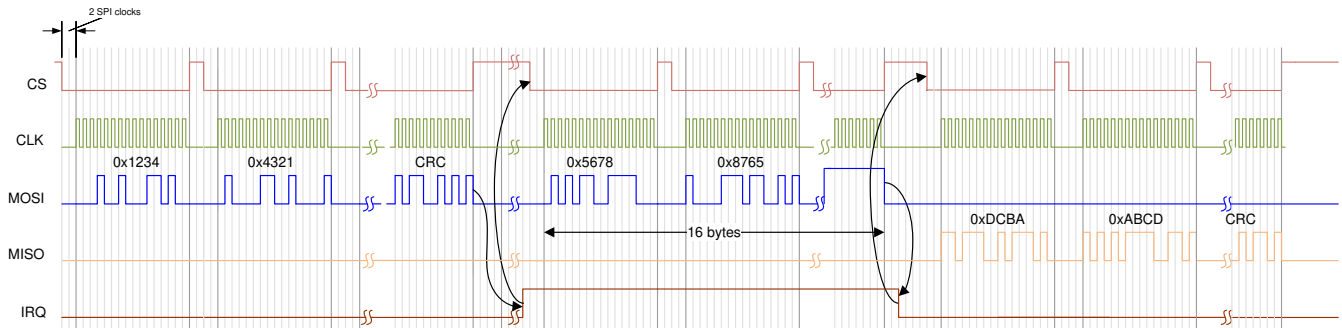 2 SPI clocks
CS
CLK
0x1234 0x4321 CRC 0x5678 0x8765
MOSI
0xDCBA 0xABCD CRC
16 bytes
MISO
IRQ